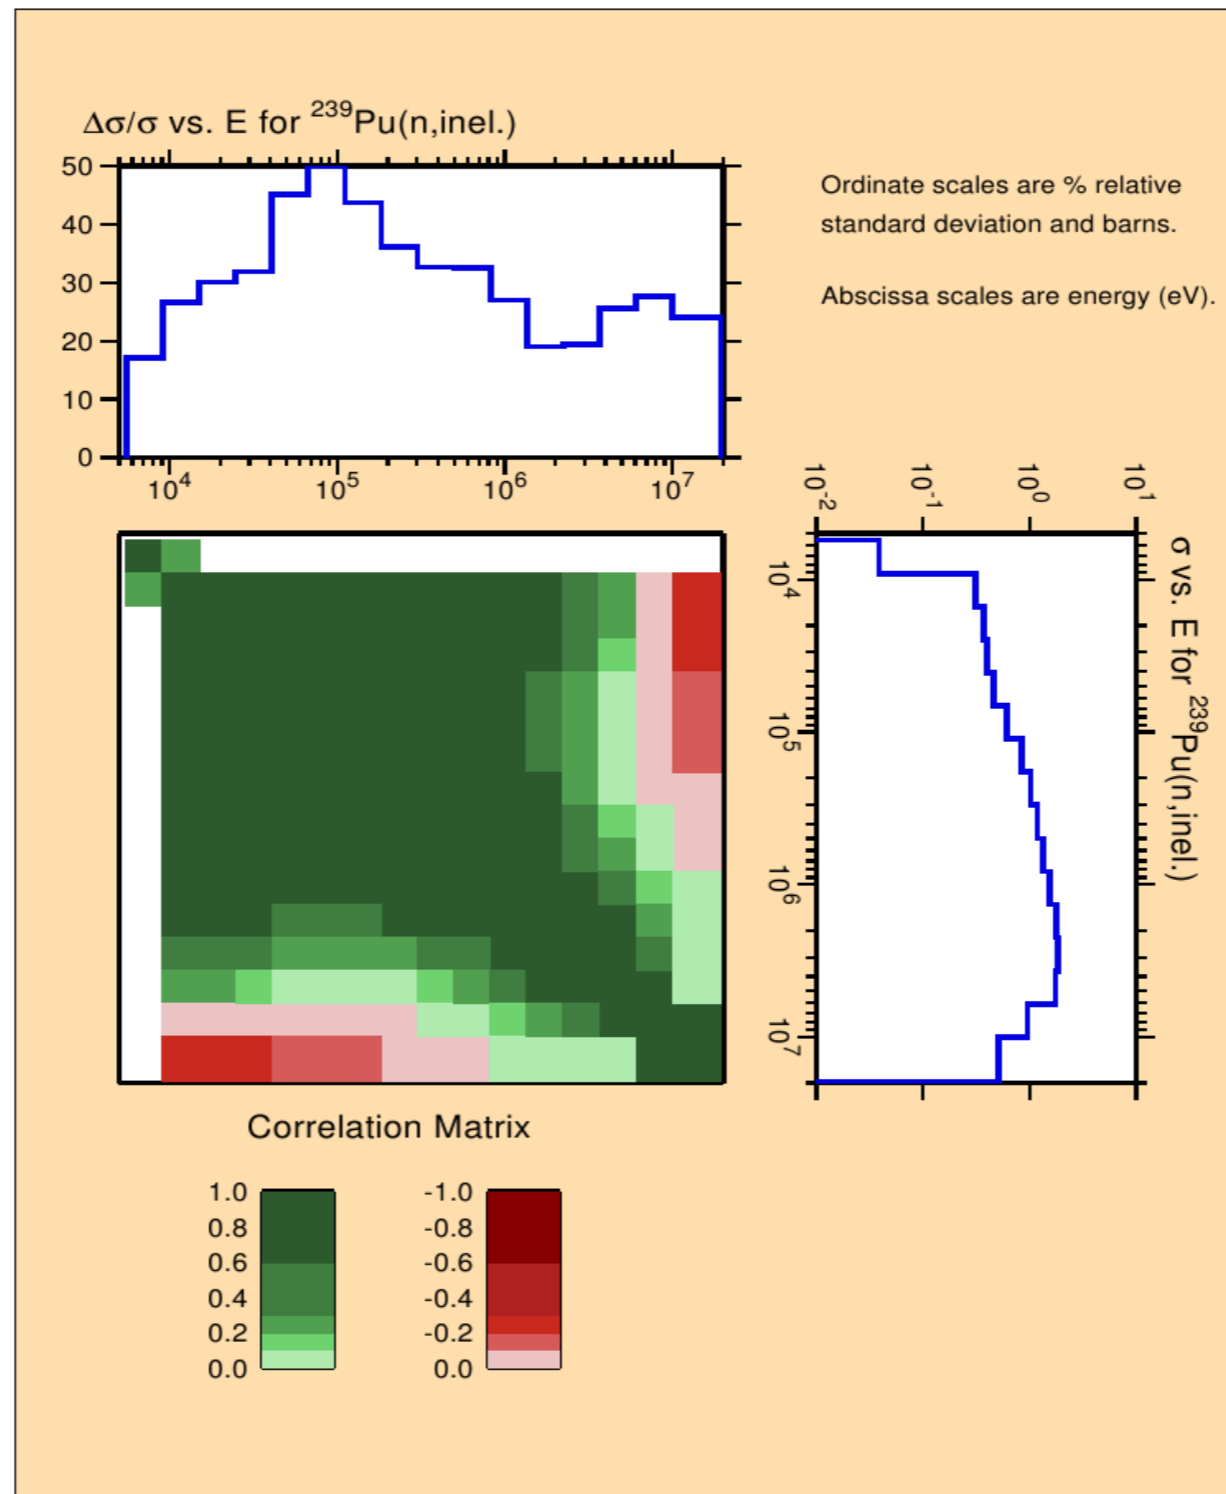 Δσ/σ vs. E for ²³⁹Pu(n,inel.)
50
40
30
20
10
0
10⁴ 10⁵ 10⁶ 10⁷
Ordinate scales are % relative
standard deviation and barns.
Abscissa scales are energy (eV).
10⁻² 10⁻¹ 10⁰ 10¹
10⁴
10⁵
10⁶
10⁷
σ vs. E for ²³⁹Pu(n,inel.)
Correlation Matrix
1.0 -1.0
0.8 -0.8
0.6 -0.6
0.4 -0.4
0.2 -0.2
0.0 0.0